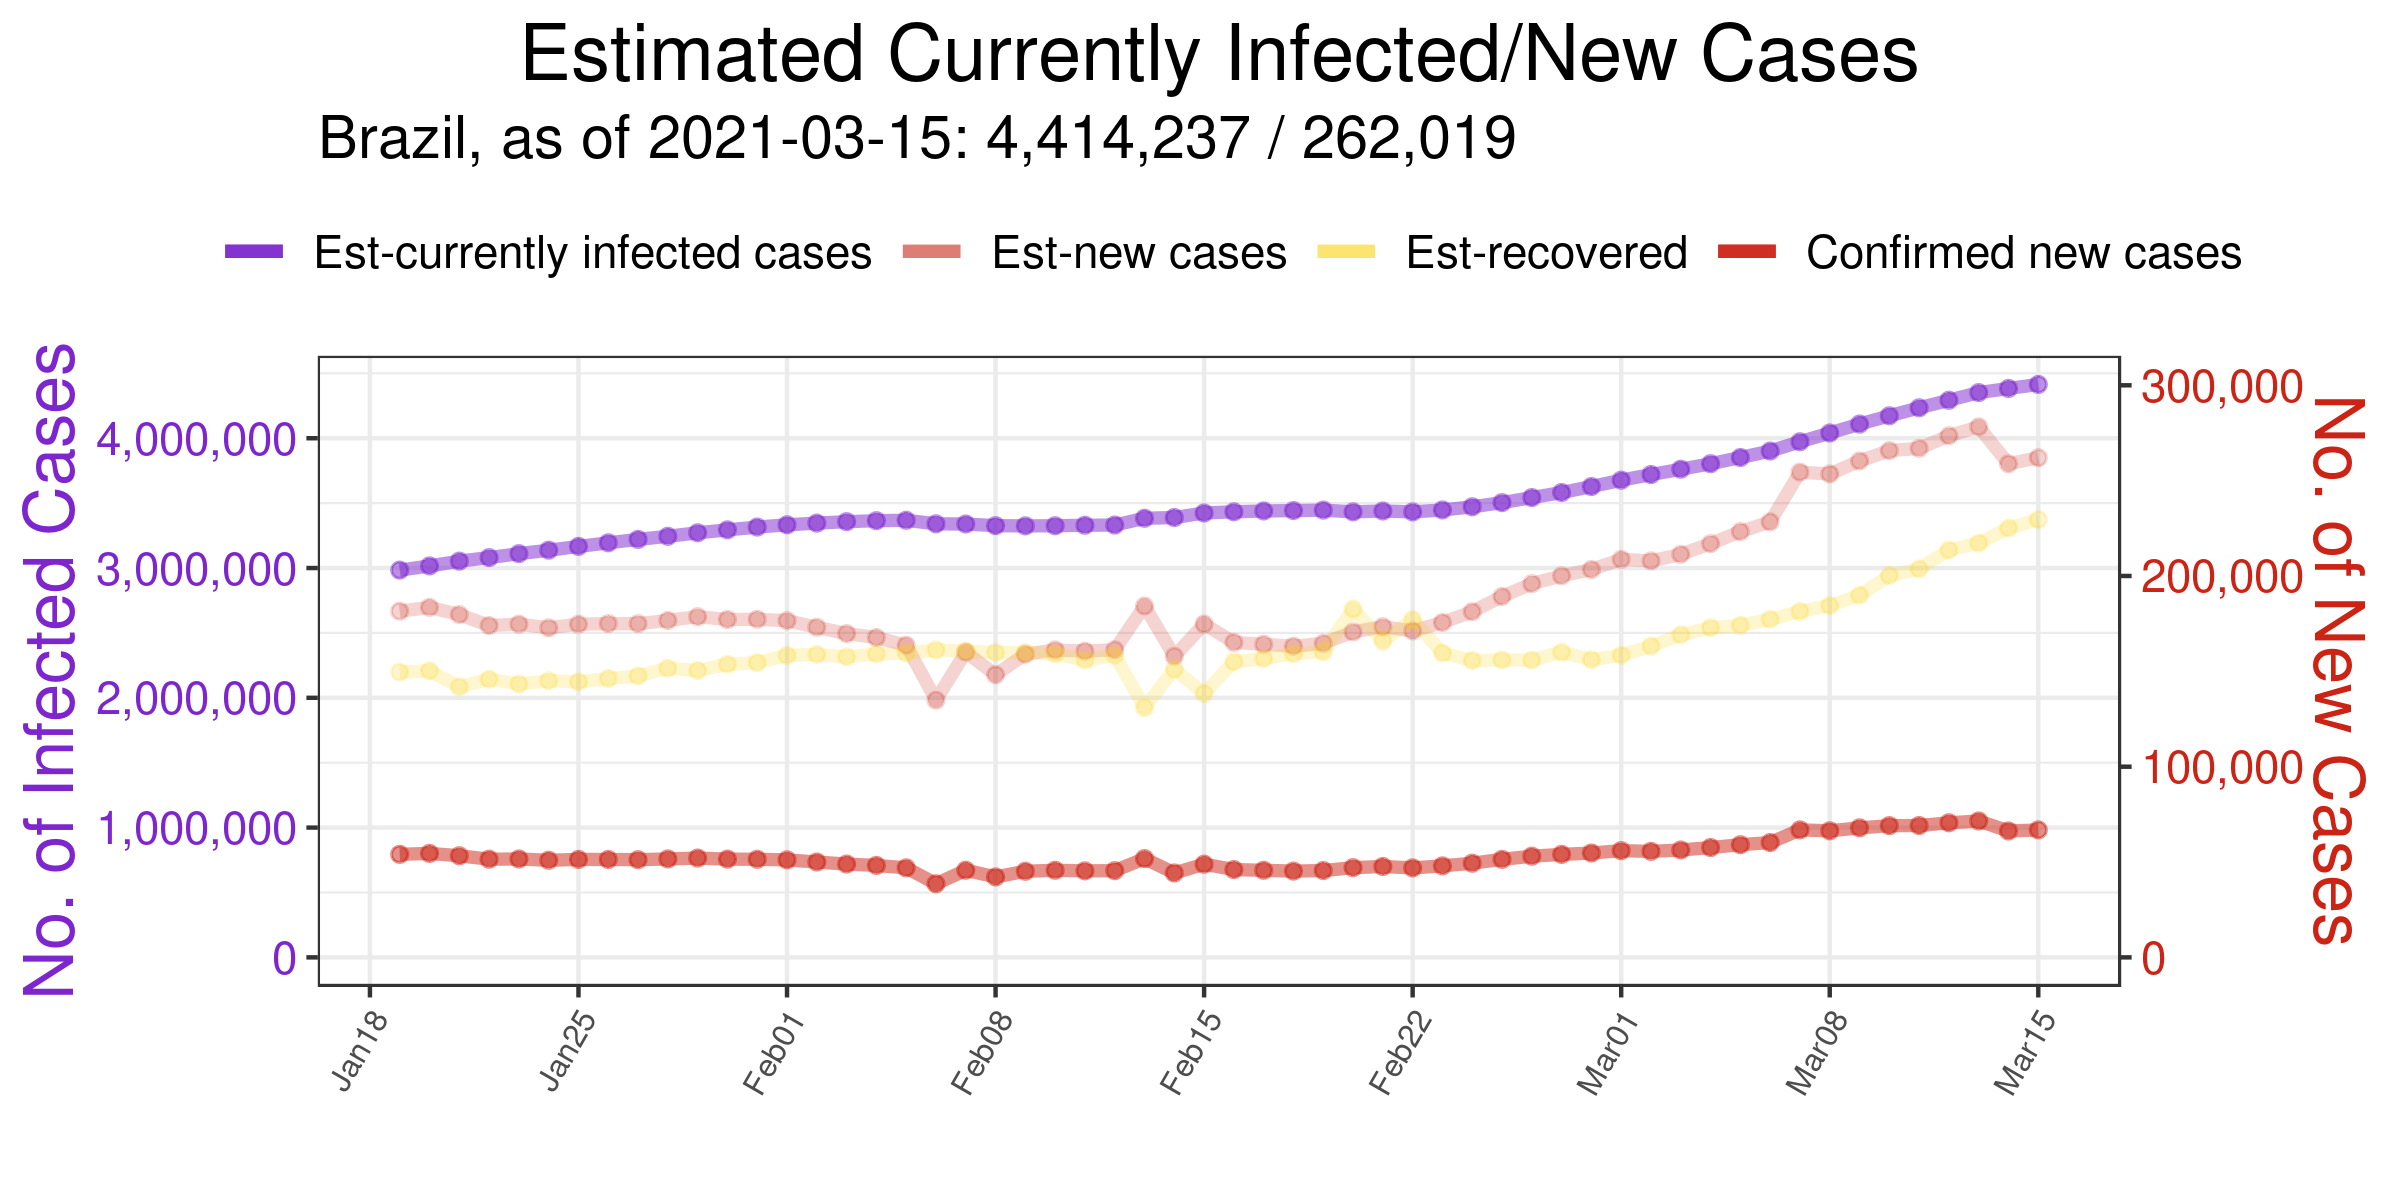 Estimated Currently Infected/New Cases
Brazil, as of 2021-03-15: 4,414,237 / 262,019
Est-currently infected cases Est-new cases Est-recovered Confirmed new cases
No. of Infected Cases
4,000,000
3,000,000
2,000,000
1,000,000
0
300,000
200,000
100,000
0
No. of New Cases
Jan18 Jan25 Feb01 Feb08 Feb15 Feb22 Mar01 Mar08 Mar15